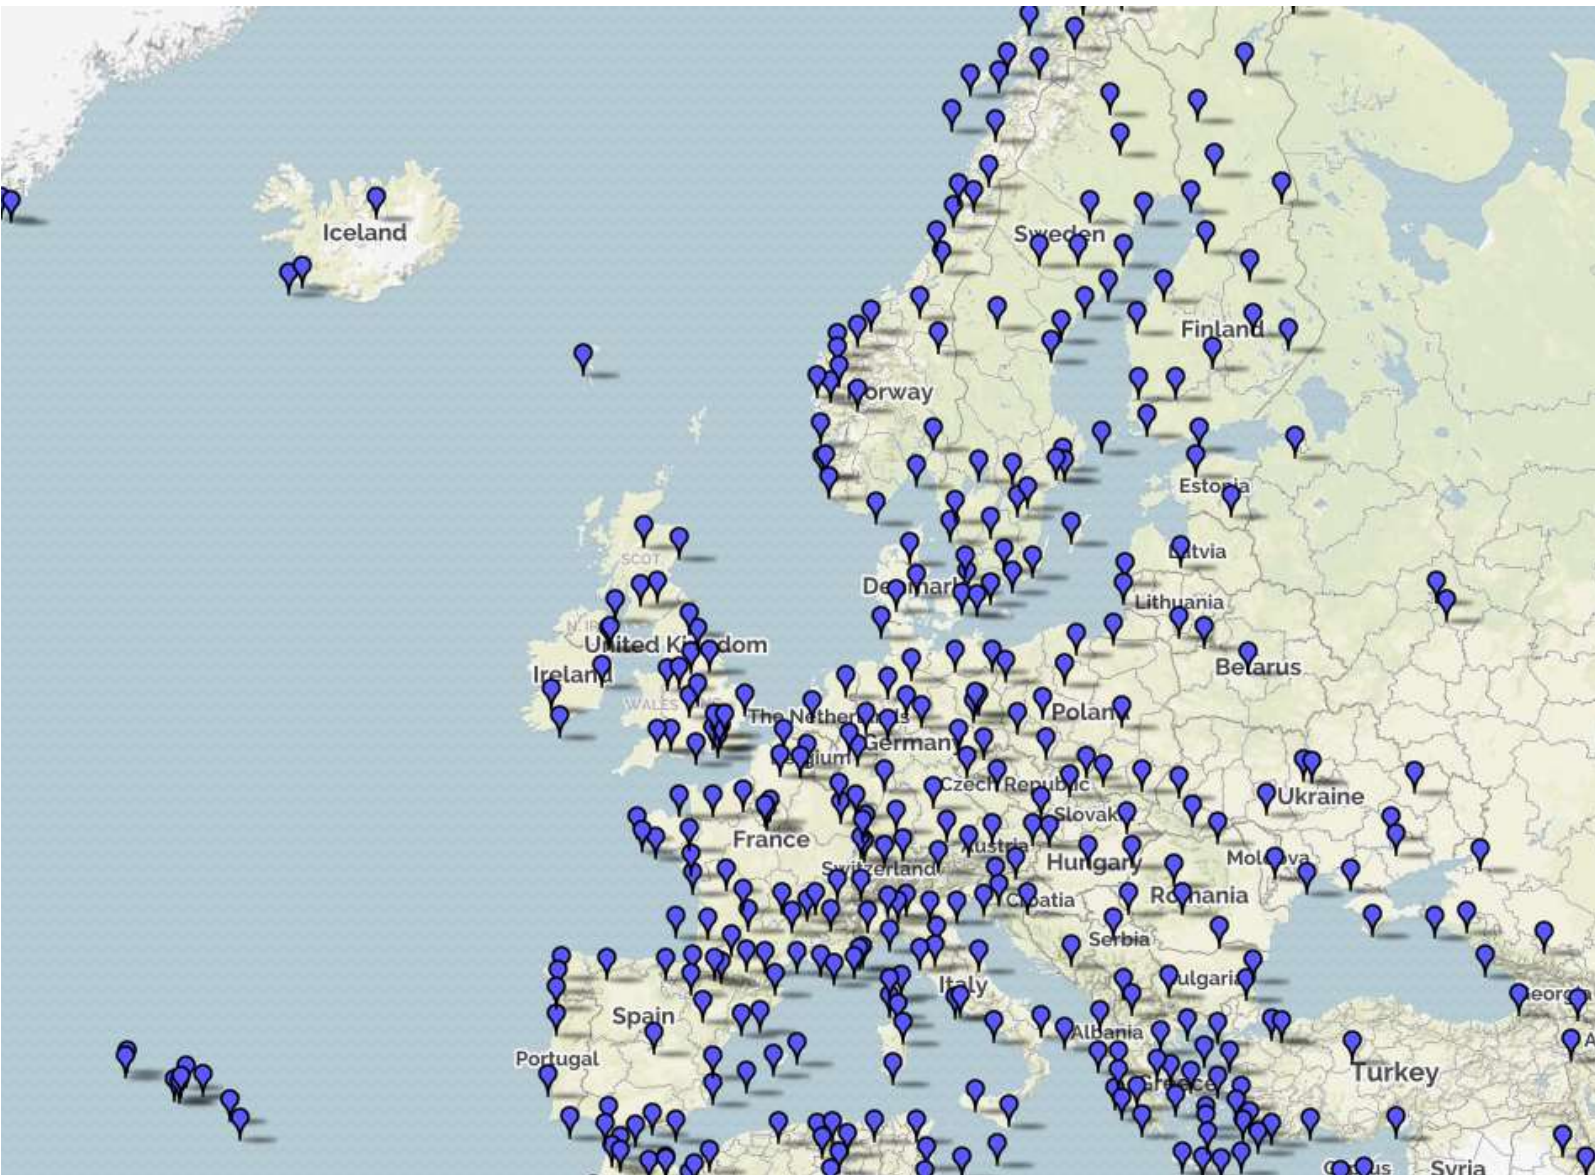 Iceland
Sweden
Finland
Norway
Estonia
SCOT
Latvia
Denmark
Lithuania
N. IR
United Kingdom
Ireland
Belarus
WALES
The Netherlands
Poland
Germany
Belgium
Czech Republic
Ukraine
Slovak
France
Austria
Switzerland
Hungary
Moldova
Croatia
Romania
Serbia
Bulgaria
Italy
Georgia
Spain
Albania
Portugal
Greece
Turkey
Cyprus
Syria